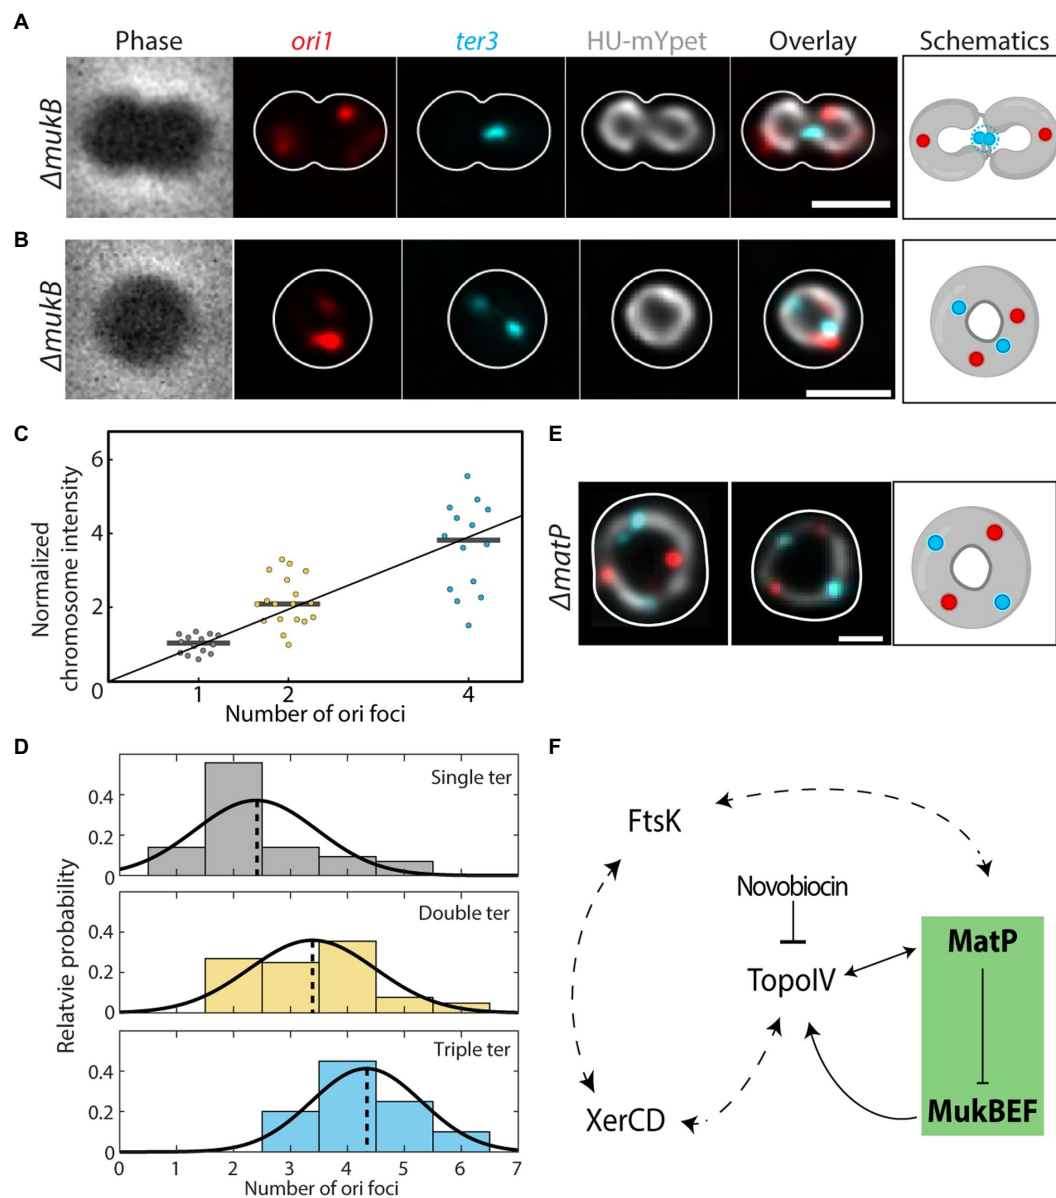 A
Phase ori1 ter3 HU-mYpet Overlay Schematics
ΔmukB
B
ΔmukB
C
Normalized
chromosome intensity
6
4
2
0
1 2 4
Number of ori foci
E
ΔmatP
D
Relatvie probability
Single ter
0.4
0.2
0
Double ter
0.4
0.2
0
Triple ter
0.4
0.2
0
0 1 2 3 4 5 6 7
Number of ori foci
F
FtsK
Novobiocin
TopoIV
MatP
MukBEF
XerCD